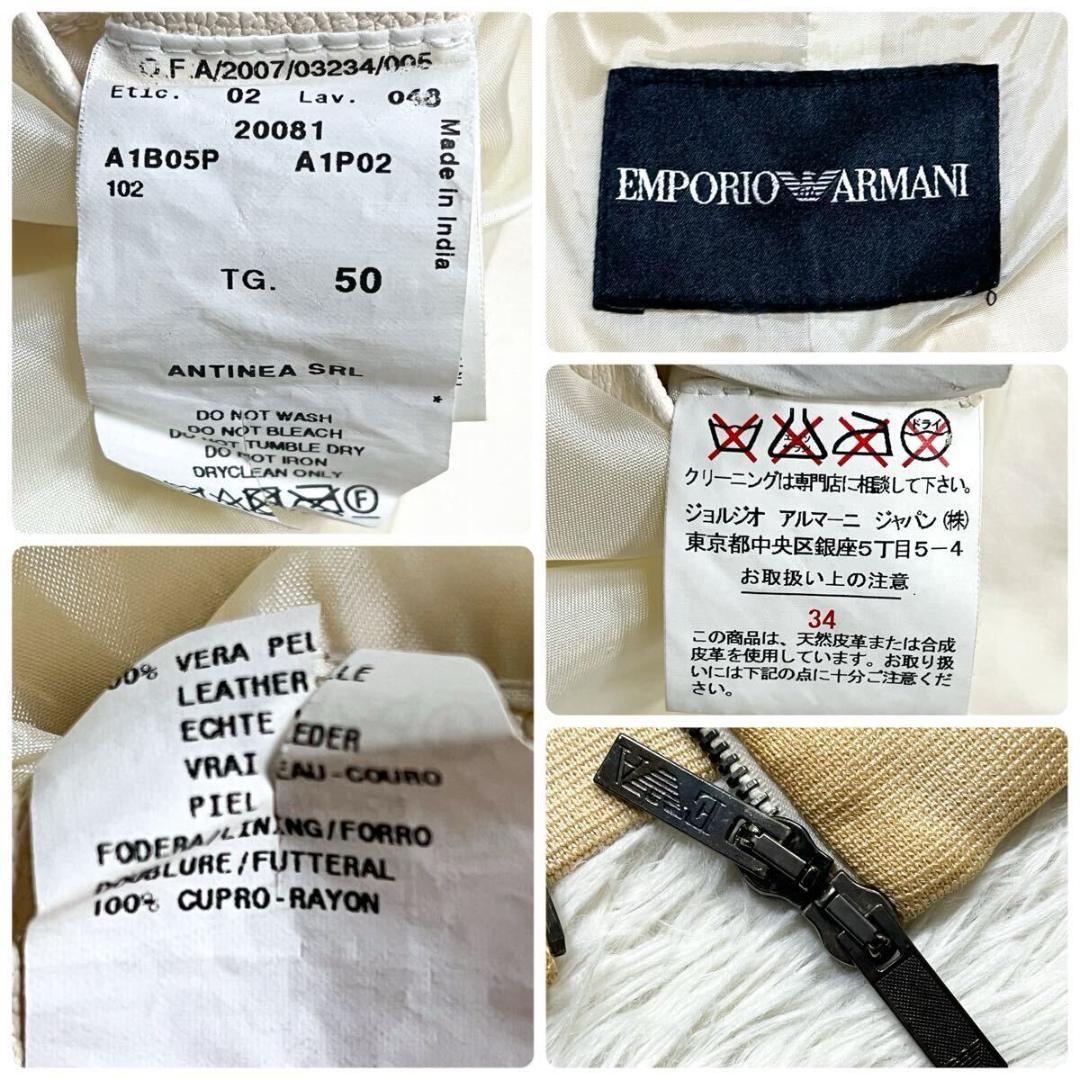 G.F.A/2007/03234/005
Etic. 02 Lav. 048
20081
A1B05P A1P02
102
Made In India
TG. 50
ANTINEA SRL
*
DO NOT WASH
DO NOT BLEACH
DO NOT TUMBLE DRY
DO NOT IRON
DRYCLEAN ONLY
F
EMPORIO ARMANI
ドライ
クリーニングは専門店に相談して下さい。
ジョルジオ アルマーニ ジャパン(株)
東京都中央区銀座5丁目5-4
お取扱い上の注意
34
この商品は、天然皮革または合成
皮革を使用しています。お取り扱
いには下記の点に十分ご注意くだ
さい。
00% VERA PEL LLE
LEATHER
ECHTE EDER
VRAI EAU-COURO
PIEL
FODERA/LINING/FORRO
DOUBLURE/FUTTERAL
100% CUPRO-RAYON